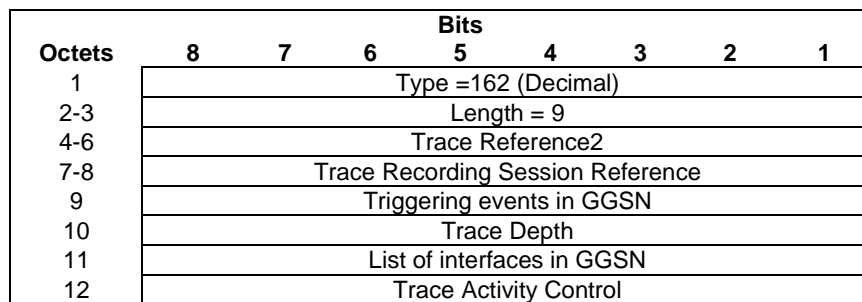 Bits
Octets 8 7 6 5 4 3 2 1
1 Type =162 (Decimal)
2-3 Length = 9
4-6 Trace Reference2
7-8 Trace Recording Session Reference
9 Triggering events in GGSN
10 Trace Depth
11 List of interfaces in GGSN
12 Trace Activity Control